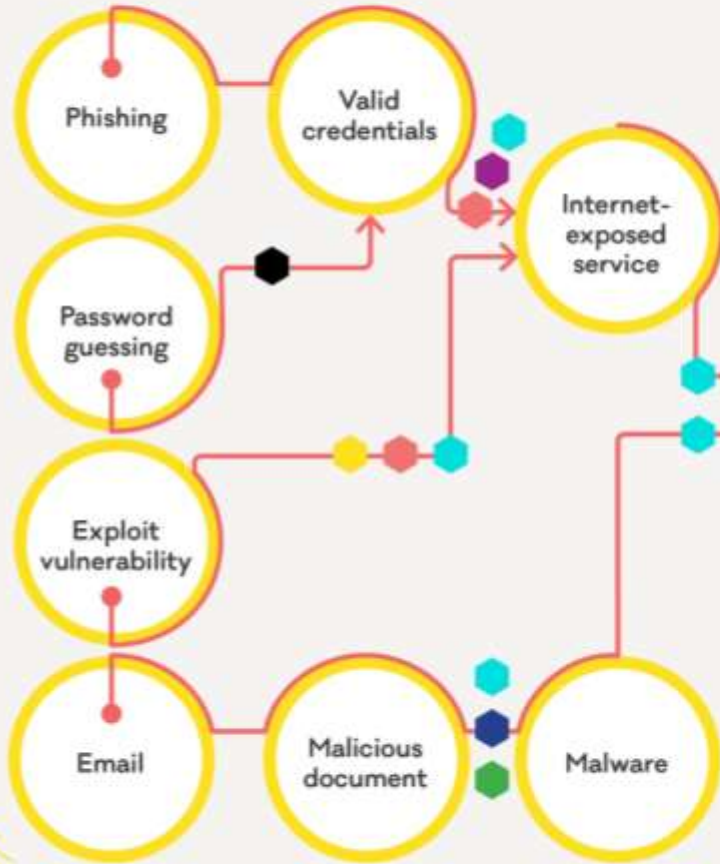 Phishing
Valid
credentials
Internet-
exposed
service
Password
guessing
Exploit
vulnerability
Email
Malicious
document
Malware